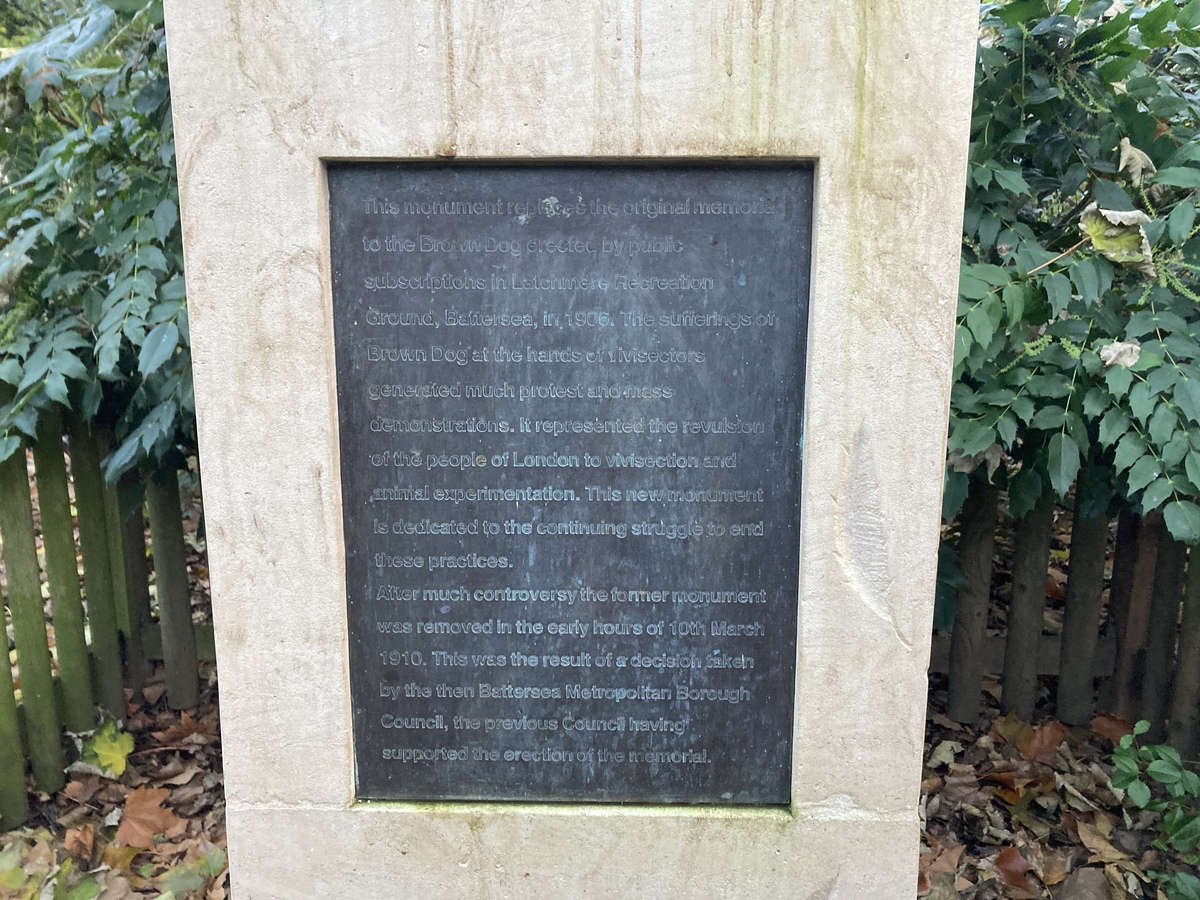 This monument replaces the original memorial
to the Brown Dog erected by public
subscriptions in Latchmere Recreation
Ground, Battersea, in 1906. The sufferings of
Brown Dog at the hands of Vivisectors
generated much protest and mass
demonstrations. It represented the revulsion
of the people of London to vivisection and
animal experimentation. This new monument
is dedicated to the continuing struggle to end
these practices.
After much controversy the former monument
was removed in the early hours of 10th March
1910. This was the result of a decision taken
by the then Battersea Metropolitan Borough
Council, the previous Council having
supported the erection of the memorial.